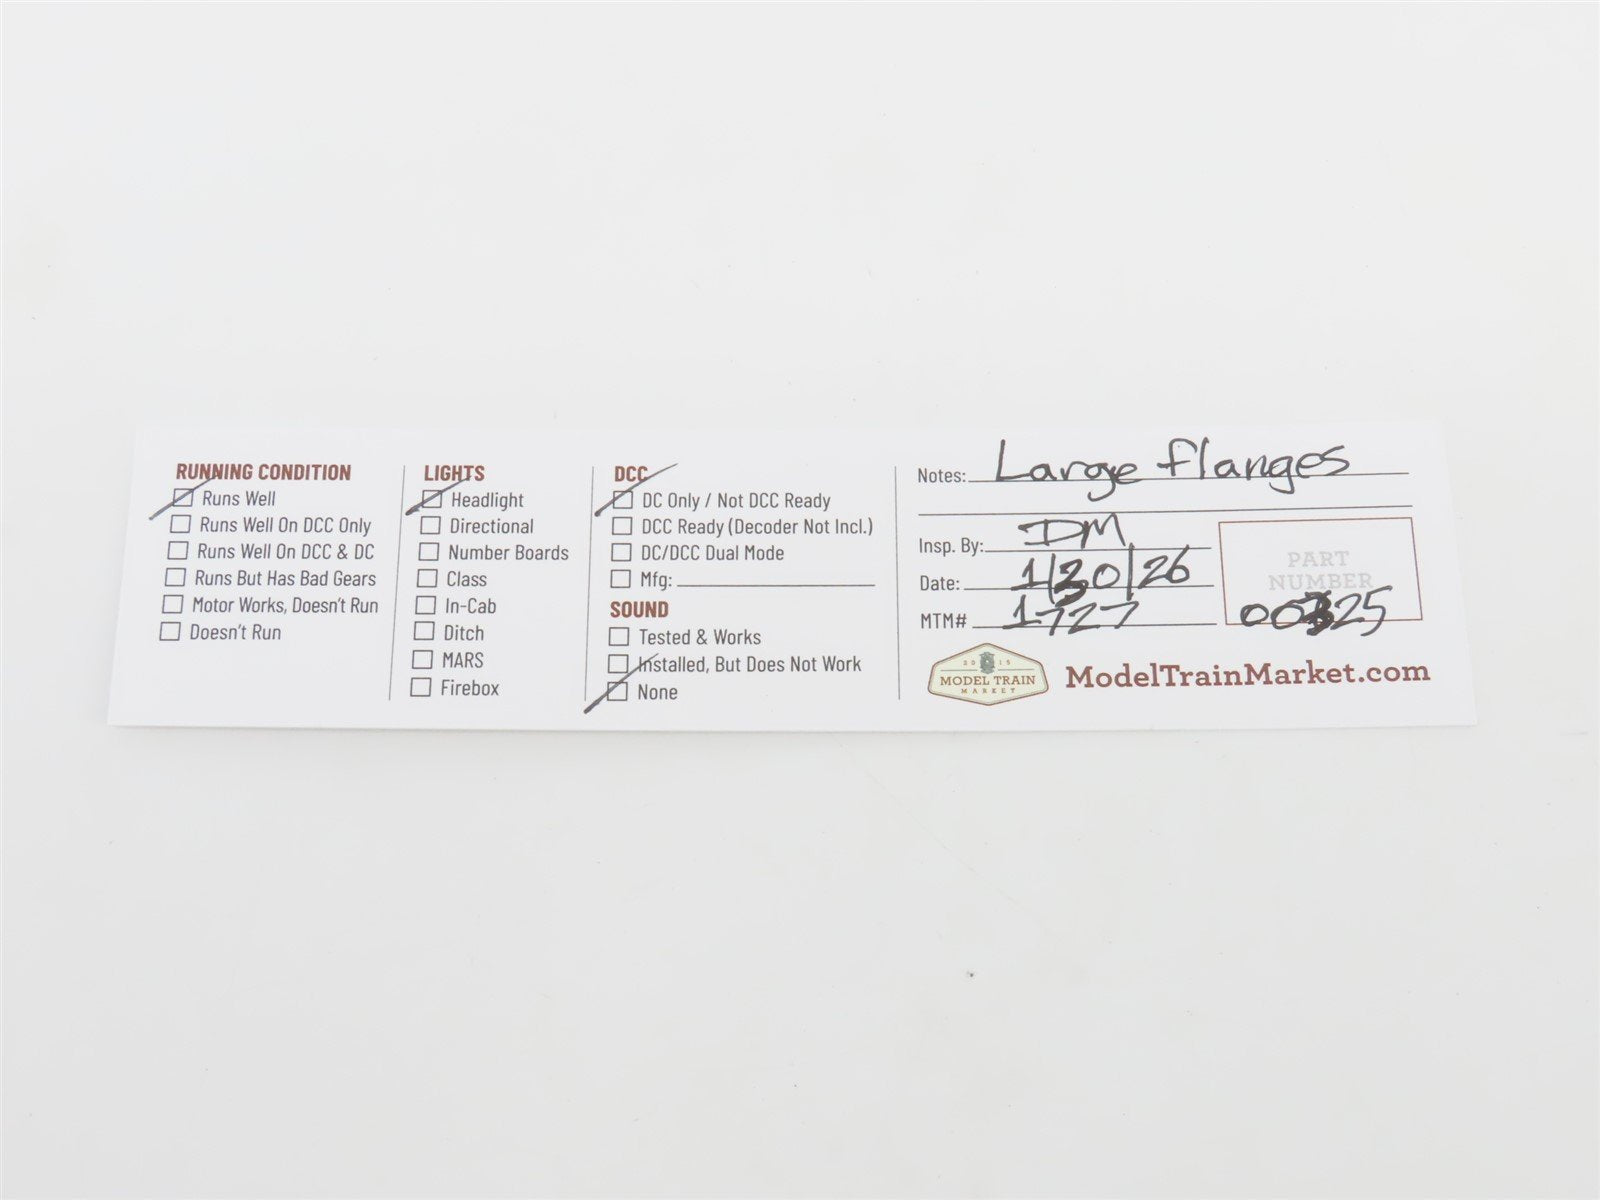 RUNNING CONDITION
Runs Well
Runs Well On DCC Only
Runs Well On DCC & DC
Runs But Has Bad Gears
Motor Works, Doesn't Run
Doesn't Run
LIGHTS
Headlight
Directional
Number Boards
Class
In-Cab
Ditch
MARS
Firebox
DCC
DC Only / Not DCC Ready
DCC Ready (Decoder Not Incl.)
DC/DCC Dual Mode
Mfg:
SOUND
Tested & Works
Installed, But Does Not Work
None
Notes: Large flanges
Insp. By: DM
Date: 1/30/26
MTM# 1727
PART
NUMBER
2015
MODEL TRAIN
MARKET
ModelTrainMarket.com